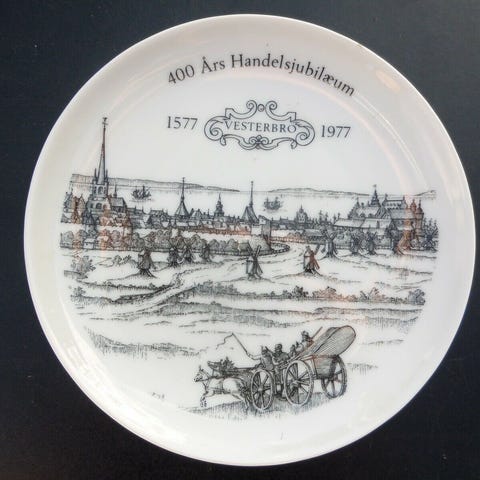 400 Års Handelsjubilæum
1577 VESTERBRO 1977